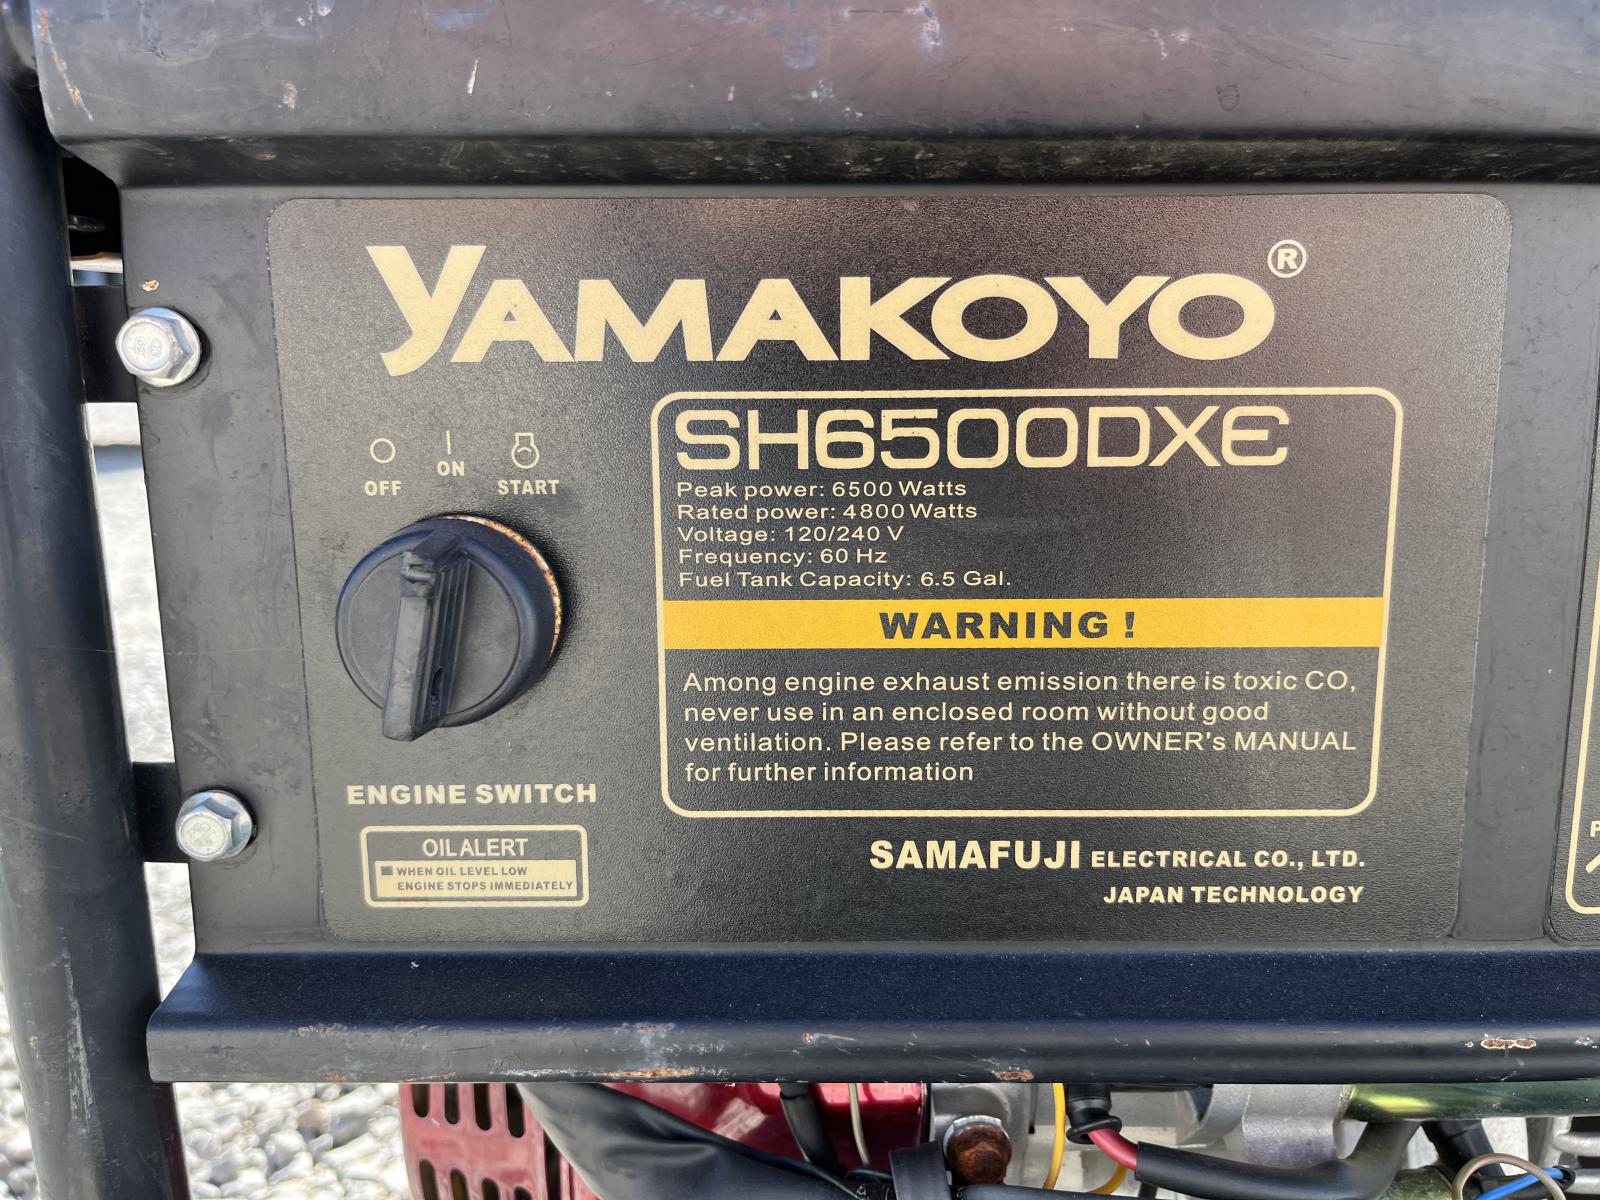 YAMAKOYO®
SH6500DXE
Peak power: 6500 Watts
Rated power: 4800 Watts
Voltage: 120/240 V
Frequency: 60 Hz
Fuel Tank Capacity: 6.5 Gal.
WARNING !
Among engine exhaust emission there is toxic CO,
never use in an enclosed room without good
ventilation. Please refer to the OWNER's MANUAL
for further information
OFF
ON
START
ENGINE SWITCH
OIL ALERT
WHEN OIL LEVEL LOW
ENGINE STOPS IMMEDIATELY
SAMAFUJI ELECTRICAL CO., LTD.
JAPAN TECHNOLOGY